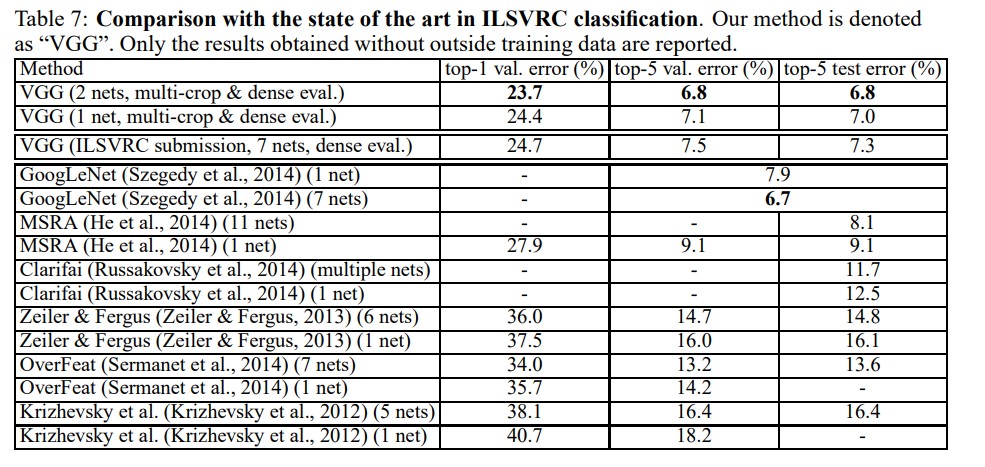 Table 7: Comparison with the state of the art in ILSVRC classification. Our method is denoted
as “VGG”. Only the results obtained without outside training data are reported.
Method top-1 val. error (%) top-5 val. error (%) top-5 test error (%)
VGG (2 nets, multi-crop & dense eval.) 23.7 6.8 6.8
VGG (1 net, multi-crop & dense eval.) 24.4 7.1 7.0
VGG (ILSVRC submission, 7 nets, dense eval.) 24.7 7.5 7.3
GoogLeNet (Szegedy et al., 2014) (1 net) - 7.9
GoogLeNet (Szegedy et al., 2014) (7 nets) - 6.7
MSRA (He et al., 2014) (11 nets) - - 8.1
MSRA (He et al., 2014) (1 net) 27.9 9.1 9.1
Clarifai (Russakovsky et al., 2014) (multiple nets) - - 11.7
Clarifai (Russakovsky et al., 2014) (1 net) - - 12.5
Zeiler & Fergus (Zeiler & Fergus, 2013) (6 nets) 36.0 14.7 14.8
Zeiler & Fergus (Zeiler & Fergus, 2013) (1 net) 37.5 16.0 16.1
OverFeat (Sermanet et al., 2014) (7 nets) 34.0 13.2 13.6
OverFeat (Sermanet et al., 2014) (1 net) 35.7 14.2 -
Krizhevsky et al. (Krizhevsky et al., 2012) (5 nets) 38.1 16.4 16.4
Krizhevsky et al. (Krizhevsky et al., 2012) (1 net) 40.7 18.2 -